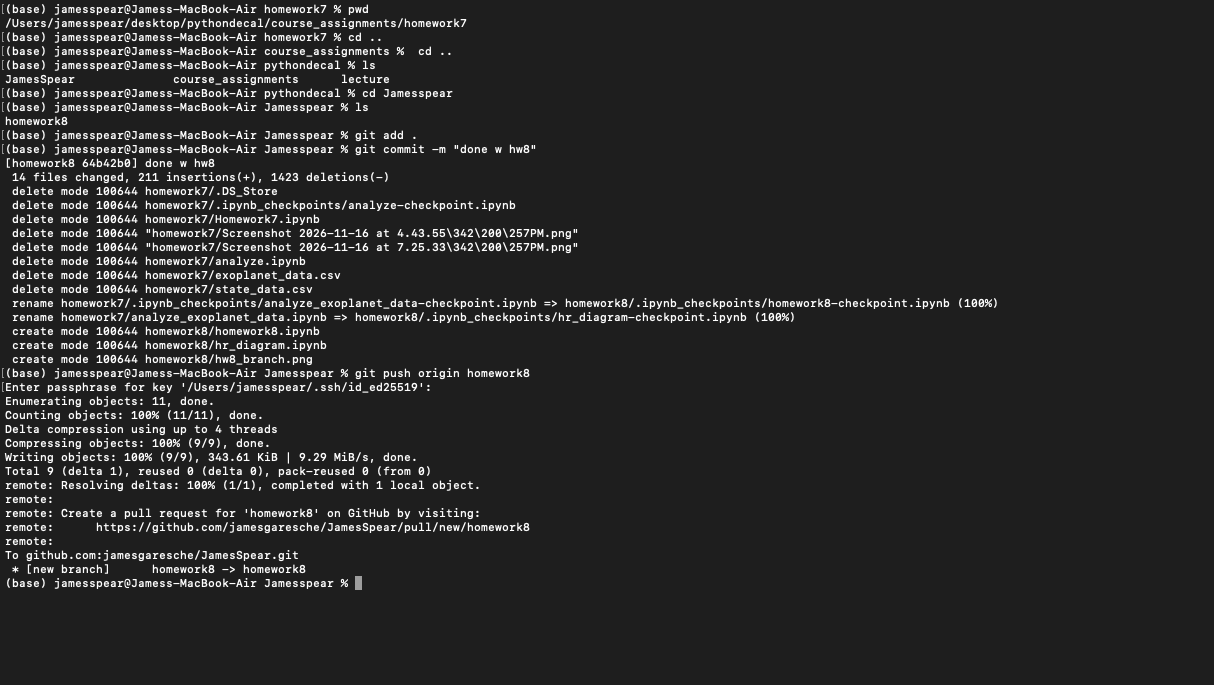 [(base) jamesspear@Jamess-MacBook-Air homework7 % pwd
/Users/jamesspear/desktop/pythondecal/course_assignments/homework7
[(base) jamesspear@Jamess-MacBook-Air homework7 % cd ..
[(base) jamesspear@Jamess-MacBook-Air course_assignments %  cd ..
[(base) jamesspear@Jamess-MacBook-Air pythondecal % ls
JamesSpear              course_assignments      lecture
[(base) jamesspear@Jamess-MacBook-Air pythondecal % cd Jamesspear
[(base) jamesspear@Jamess-MacBook-Air Jamesspear % ls
homework8
[(base) jamesspear@Jamess-MacBook-Air Jamesspear % git add .
[(base) jamesspear@Jamess-MacBook-Air Jamesspear % git commit -m "done w hw8"
[homework8 64b42b0] done w hw8
 14 files changed, 211 insertions(+), 1423 deletions(-)
 delete mode 100644 homework7/.DS_Store
 delete mode 100644 homework7/.ipynb_checkpoints/analyze-checkpoint.ipynb
 delete mode 100644 homework7/Homework7.ipynb
 delete mode 100644 "homework7/Screenshot 2026-11-16 at 4.43.55\342\200\257PM.png"
 delete mode 100644 "homework7/Screenshot 2026-11-16 at 7.25.33\342\200\257PM.png"
 delete mode 100644 homework7/analyze.ipynb
 delete mode 100644 homework7/exoplanet_data.csv
 delete mode 100644 homework7/state_data.csv
 rename homework7/.ipynb_checkpoints/analyze_exoplanet_data-checkpoint.ipynb => homework8/.ipynb_checkpoints/homework8-checkpoint.ipynb (100%)
 rename homework7/analyze_exoplanet_data.ipynb => homework8/.ipynb_checkpoints/hr_diagram-checkpoint.ipynb (100%)
 create mode 100644 homework8/homework8.ipynb
 create mode 100644 homework8/hr_diagram.ipynb
 create mode 100644 homework8/hw8_branch.png
[(base) jamesspear@Jamess-MacBook-Air Jamesspear % git push origin homework8
[Enter passphrase for key '/Users/jamesspear/.ssh/id_ed25519':
Enumerating objects: 11, done.
Counting objects: 100% (11/11), done.
Delta compression using up to 4 threads
Compressing objects: 100% (9/9), done.
Writing objects: 100% (9/9), 343.61 KiB | 9.29 MiB/s, done.
Total 9 (delta 1), reused 0 (delta 0), pack-reused 0 (from 0)
remote: Resolving deltas: 100% (1/1), completed with 1 local object.
remote:
remote: Create a pull request for 'homework8' on GitHub by visiting:
remote:      https://github.com/jamesgaresche/JamesSpear/pull/new/homework8
remote:
To github.com:jamesgaresche/JamesSpear.git
 * [new branch]      homework8 -> homework8
(base) jamesspear@Jamess-MacBook-Air Jamesspear %